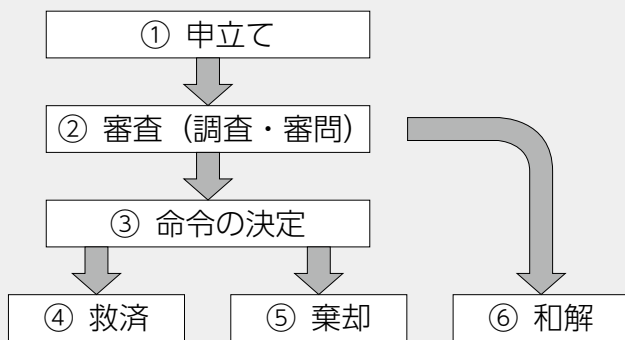 ① 申立て
② 審査（調査・審問）
③ 命令の決定
④ 救済
⑤ 棄却
⑥ 和解